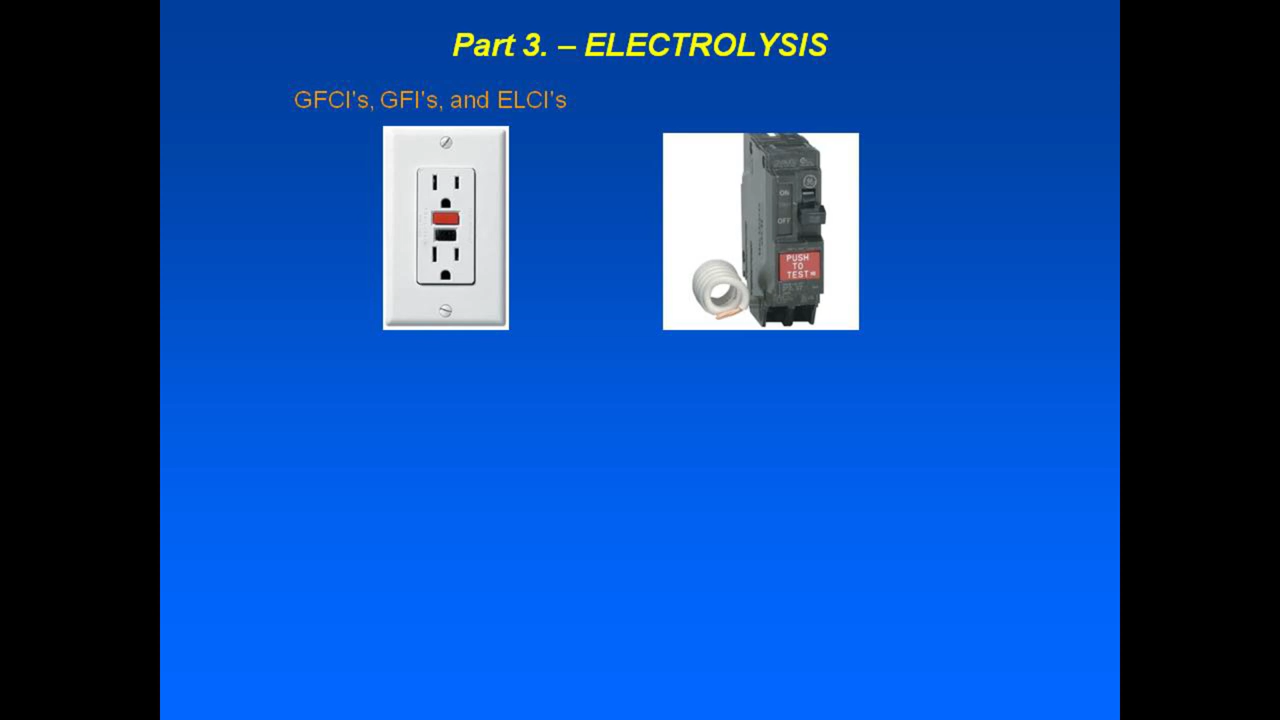 Part 3. – ELECTROLYSIS
GFCI's, GFI's, and ELCI's
ON
OFF
PUSH
TO
TEST